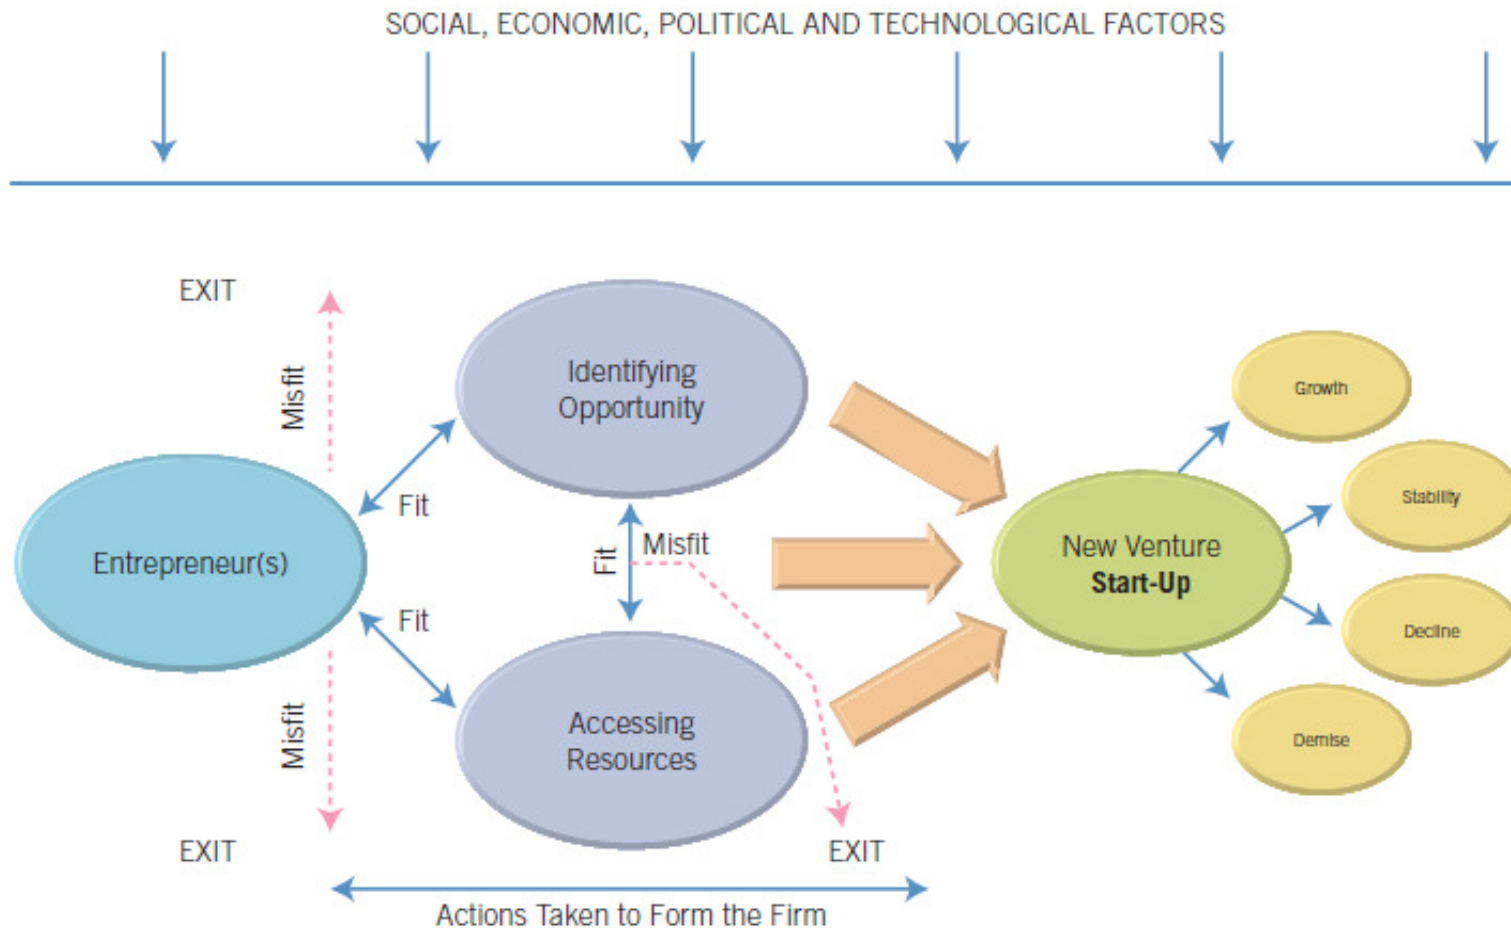 SOCIAL, ECONOMIC, POLITICAL AND TECHNOLOGICAL FACTORS
EXIT
Misfit
Identifying
Opportunity
Growth
Fit
Stability
Entrepreneur(s)
Fit
Misfit
New Venture
Start-Up
Fit
Decline
Misfit
Accessing
Resources
Demise
EXIT
EXIT
Actions Taken to Form the Firm